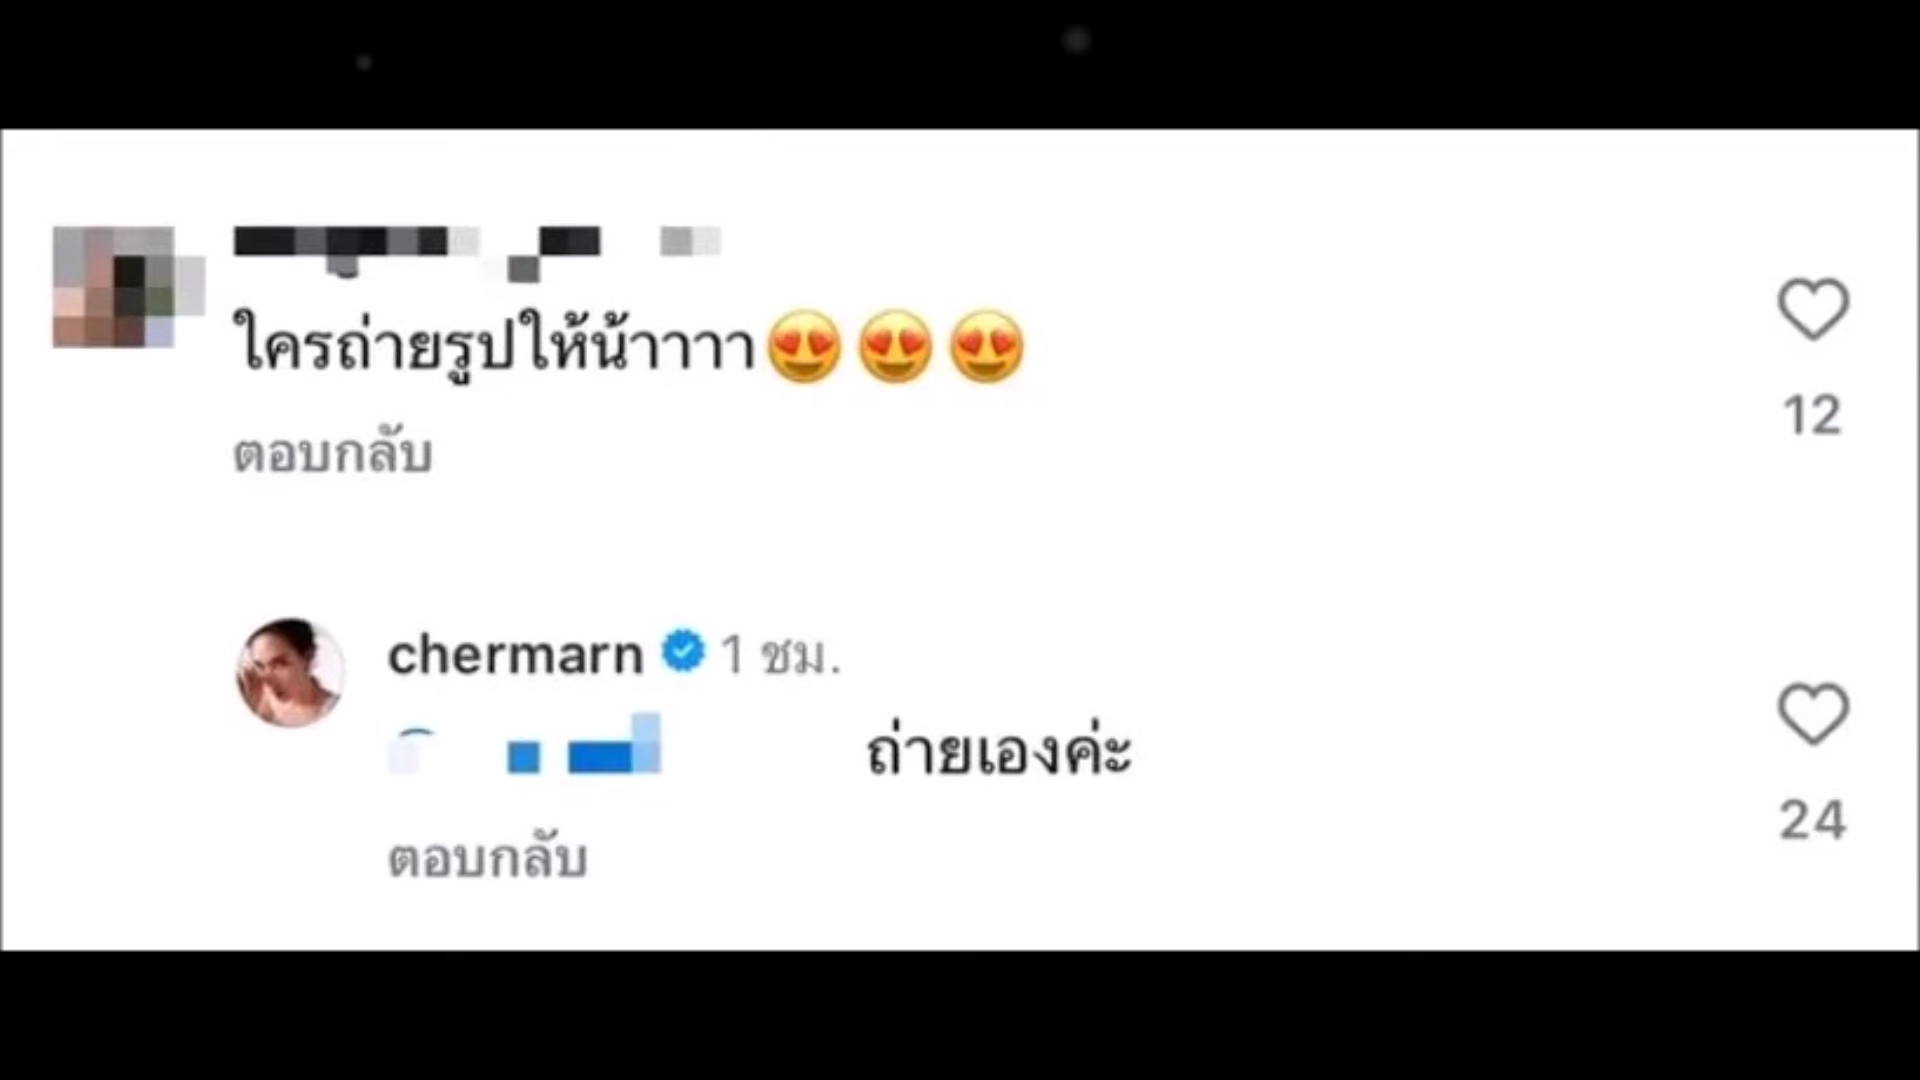 ใครถ่ายรูปให้น้าาาา😍😍😍
12
ตอบกลับ
chermarn 1 ชม.
ถ่ายเองค่ะ
24
ตอบกลับ